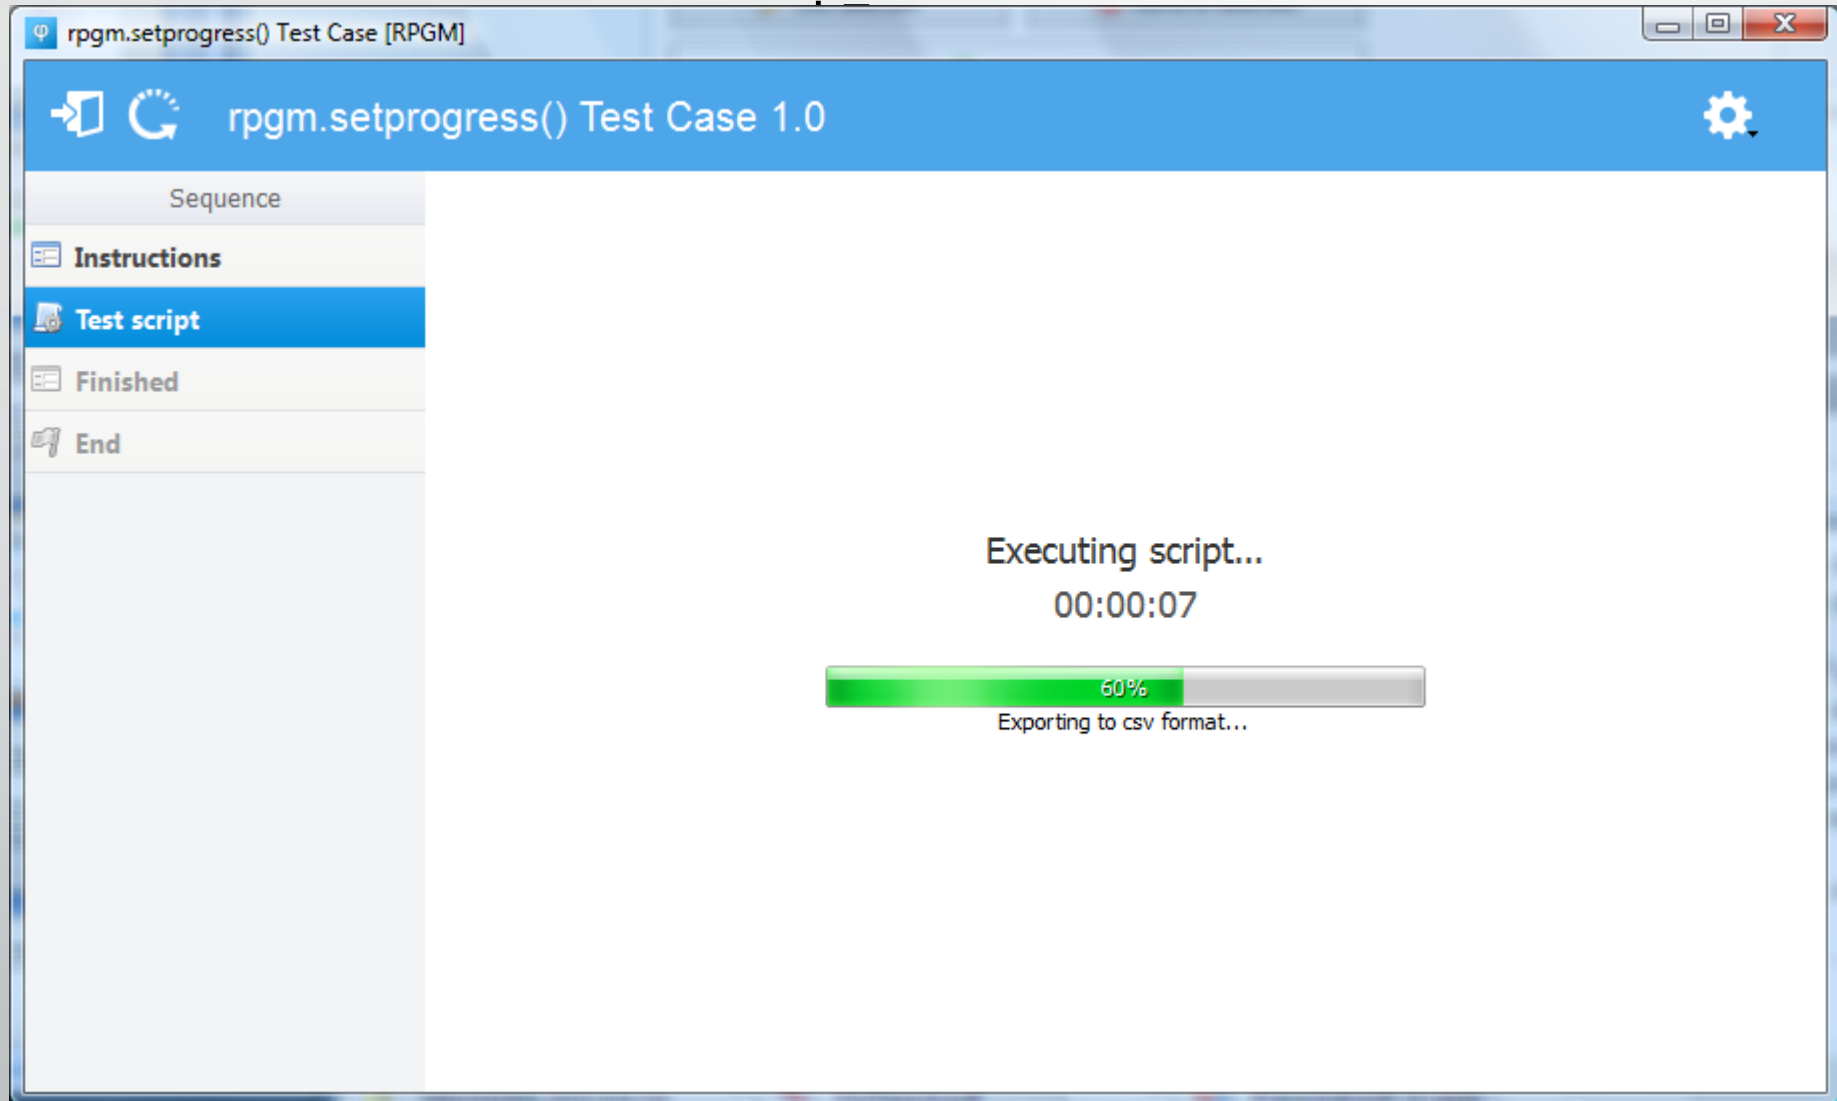 rpgm.setprogress() Test Case [RPGM]
rpgm.setprogress() Test Case 1.0
Sequence
Instructions
Test script
Finished
End
Executing script...
00:00:07
60%
Exporting to csv format...